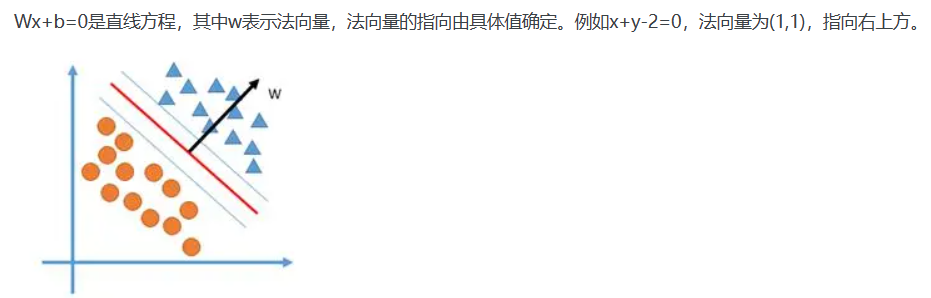 Wx+b=0是直线方程，其中w表示法向量，法向量的指向由具体值确定。例如x+y-2=0，法向量为(1,1)，指向右上方。
w